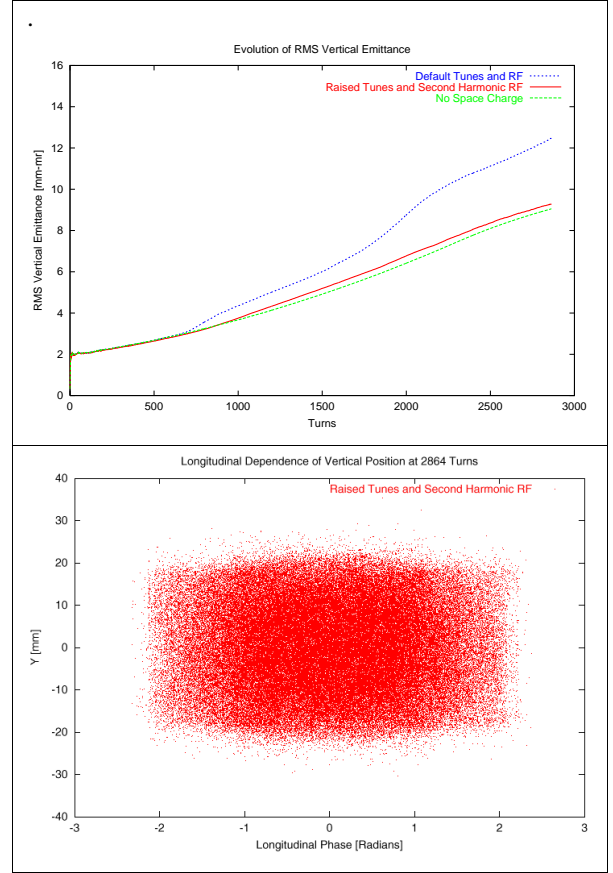 .
Evolution of RMS Vertical Emittance
16
14
12
10
8
6
4
2
0
RMS Vertical Emittance [mm-mr]
Default Tunes and RF
Raised Tunes and Second Harmonic RF
No Space Charge
0 500 1000 1500 2000 2500 3000
Turns
Longitudinal Dependence of Vertical Position at 2864 Turns
40
30
20
10
0
-10
-20
-30
-40
Y [mm]
Raised Tunes and Second Harmonic RF
-3 -2 -1 0 1 2 3
Longitudinal Phase [Radians]